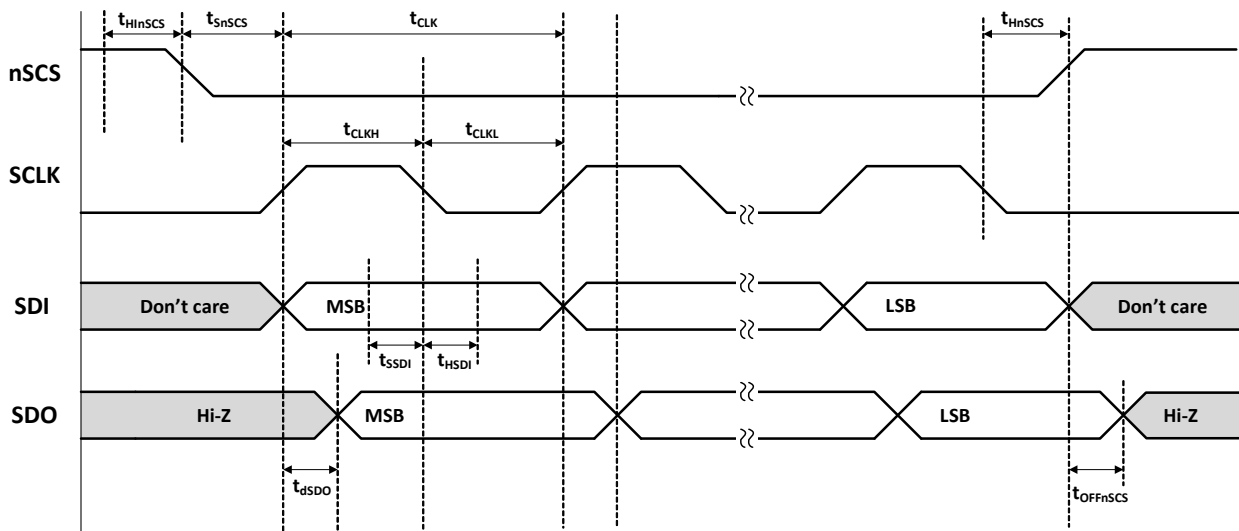 tHInSCS tSnSCS tCLK tHnSCS
nSCS
tCLKH tCLKL
SCLK
SDI Don't care MSB LSB Don't care
tSSDI tHSDI
SDO Hi-Z MSB LSB Hi-Z
tdSDO tOFFnSCS